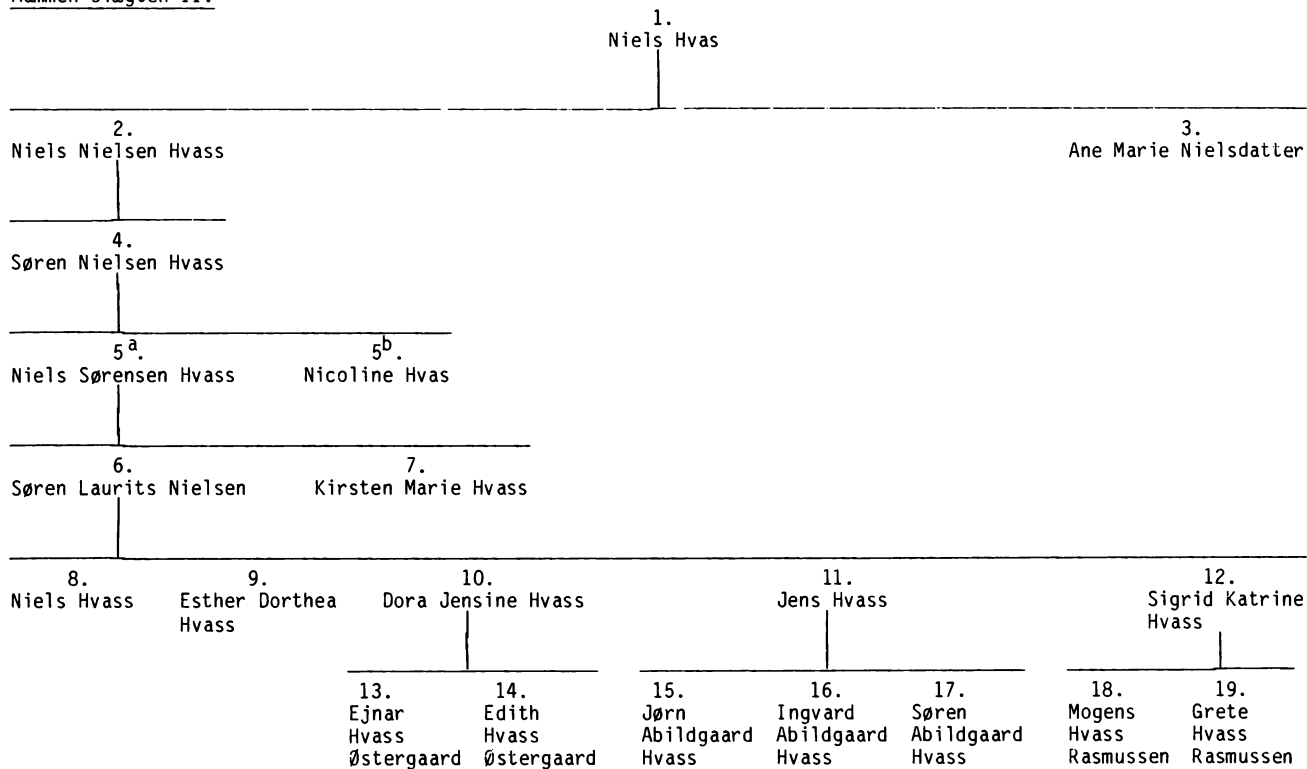 1.
Niels Hvas
2.
Niels Nielsen Hvass
3.
Ane Marie Nielsdatter
4.
Søren Nielsen Hvass
5a.
Niels Sørensen Hvass
5b.
Nicoline Hvas
6.
Søren Laurits Nielsen
7.
Kirsten Marie Hvass
8.
Niels Hvass
9.
Esther Dorthea
Hvass
10.
Dora Jensine Hvass
11.
Jens Hvass
12.
Sigrid Katrine
Hvass
13.
Ejnar
Hvass
Østergaard
14.
Edith
Hvass
Østergaard
15.
Jørn
Abildgaard
Hvass
16.
Ingvard
Abildgaard
Hvass
17.
Søren
Abildgaard
Hvass
18.
Mogens
Hvass
Rasmussen
19.
Grete
Hvass
Rasmussen